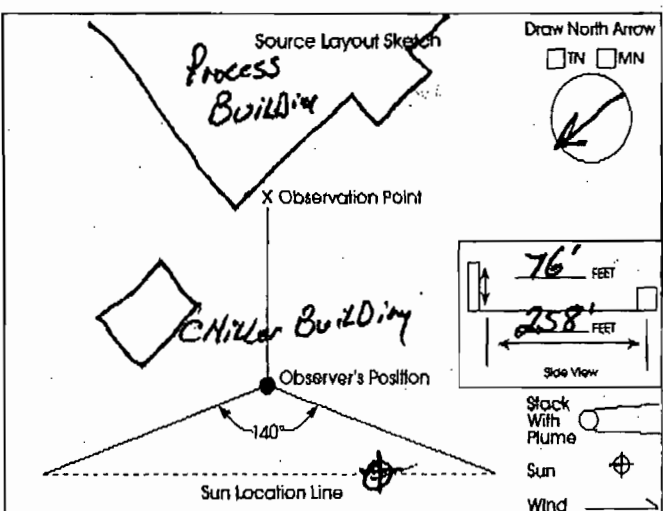 Source Layout Sketch
Draw North Arrow
TN MN
Process
Building
X Observation Point
76' FEET
258' FEET
Side View
Chiller Building
Observer's Position
140°
Sun Location Line
Stack
With
Plume
Sun
Wind